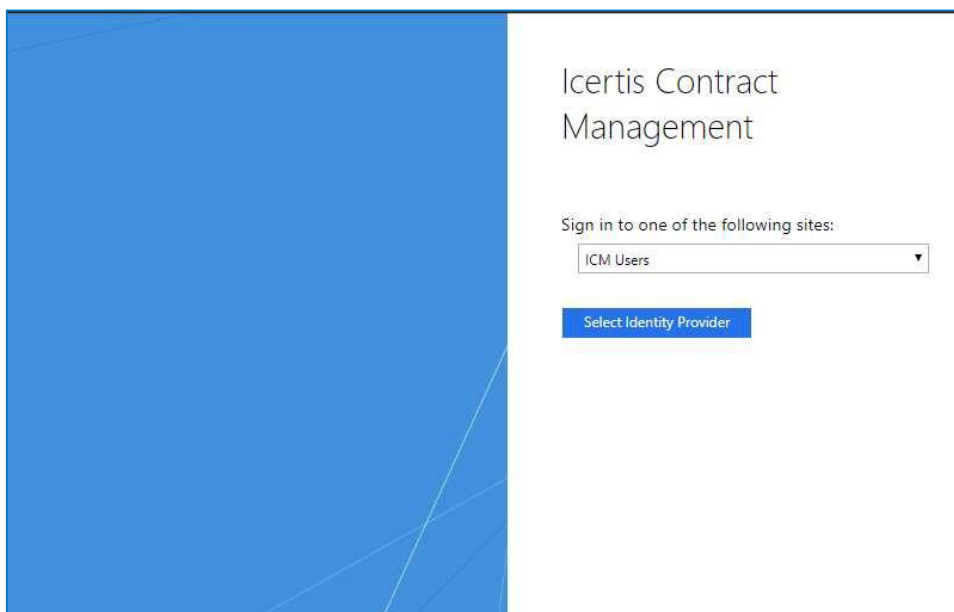 Icertis Contract
Management
Sign in to one of the following sites:
ICM Users
Select Identity Provider